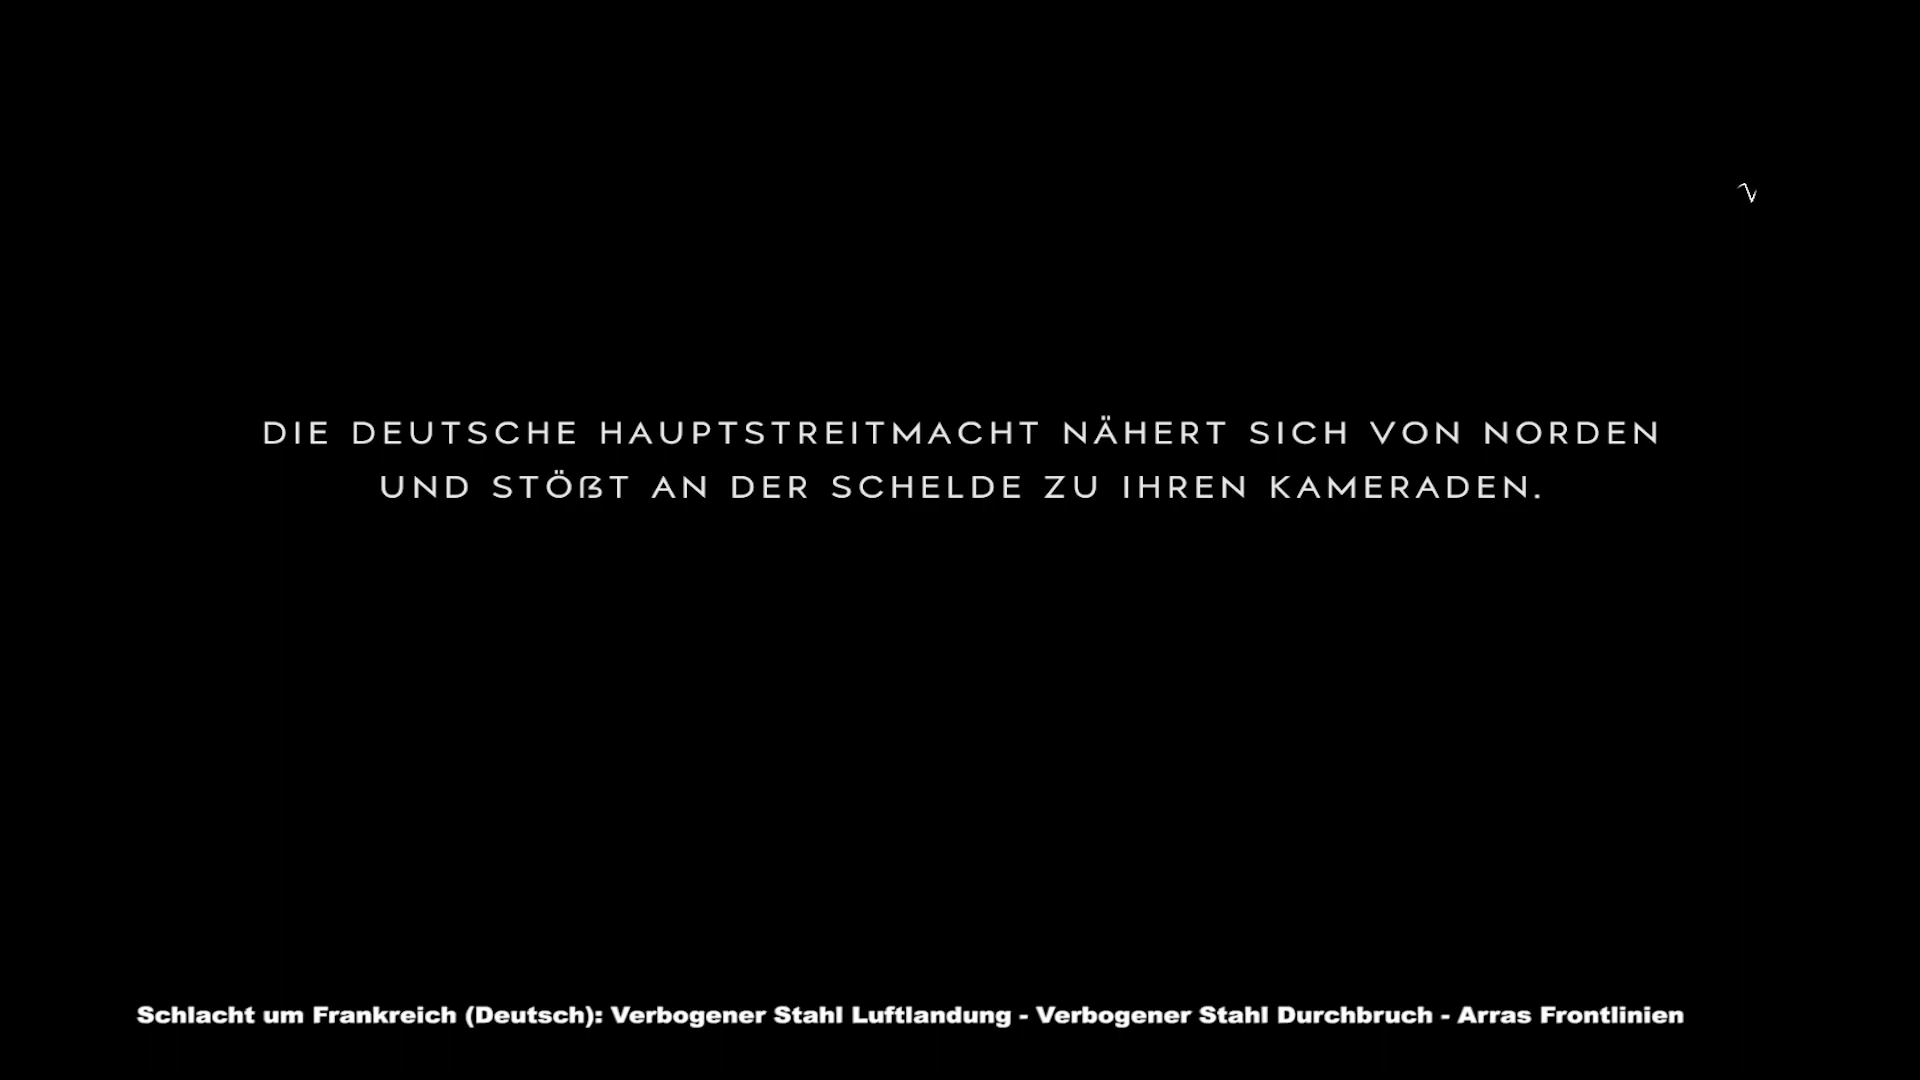 DIE DEUTSCHE HAUPTSTREITMACHT NÄHERT SICH VON NORDEN
UND STÖẞT AN DER SCHELDE ZU IHREN KAMERADEN.
Schlacht um Frankreich (Deutsch): Verbogener Stahl Luftlandung - Verbogener Stahl Durchbruch - Arras Frontlinien